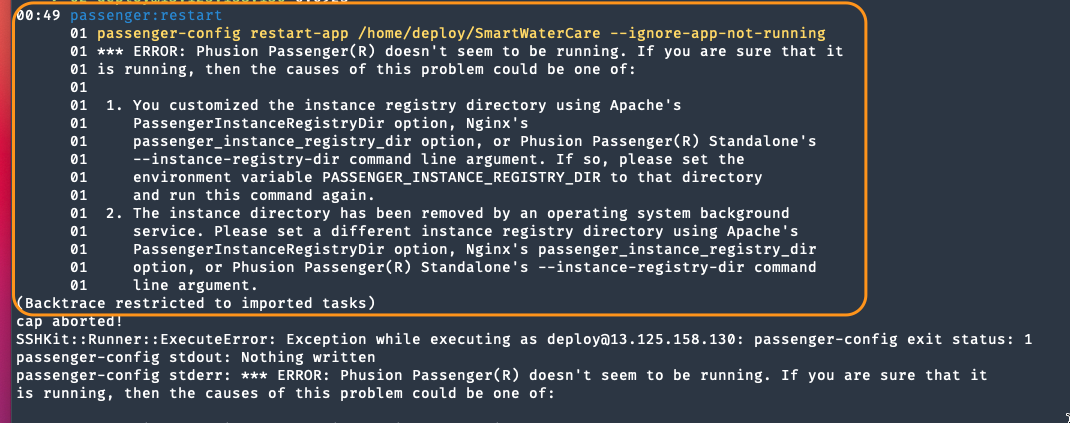 00:49 passenger:restart
01 passenger-config restart-app /home/deploy/SmartWaterCare --ignore-app-not-running
01 *** ERROR: Phusion Passenger(R) doesn't seem to be running. If you are sure that it
01 is running, then the causes of this problem could be one of:
01
01 1. You customized the instance registry directory using Apache's
01 PassengerInstanceRegistryDir option, Nginx's
01 passenger_instance_registry_dir option, or Phusion Passenger(R) Standalone's
01 --instance-registry-dir command line argument. If so, please set the
01 environment variable PASSENGER_INSTANCE_REGISTRY_DIR to that directory
01 and run this command again.
01 2. The instance directory has been removed by an operating system background
01 service. Please set a different instance registry directory using Apache's
01 PassengerInstanceRegistryDir option, Nginx's passenger_instance_registry_dir
01 option, or Phusion Passenger(R) Standalone's --instance-registry-dir command
01 line argument.
(Backtrace restricted to imported tasks)
cap aborted!
SSHKit::Runner::ExecuteError: Exception while executing as deploy@13.125.158.130: passenger-config exit status: 1
passenger-config stdout: Nothing written
passenger-config stderr: *** ERROR: Phusion Passenger(R) doesn't seem to be running. If you are sure that it
is running, then the causes of this problem could be one of: